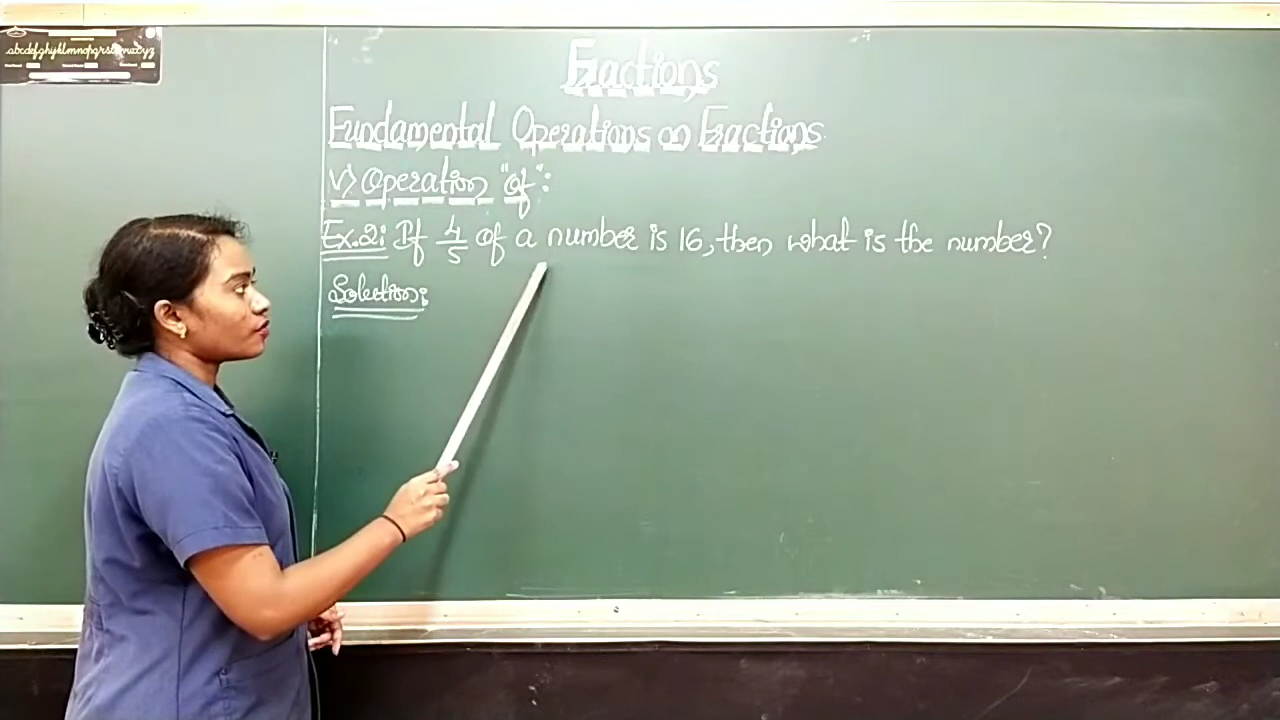 abcdefghijklmnopqrstuvwxyz
Fractions
Fundamental Operations on Fractions
v) Operation "of":
Ex.2: If 4/5 of a number is 16, then what is the number?
Solution: